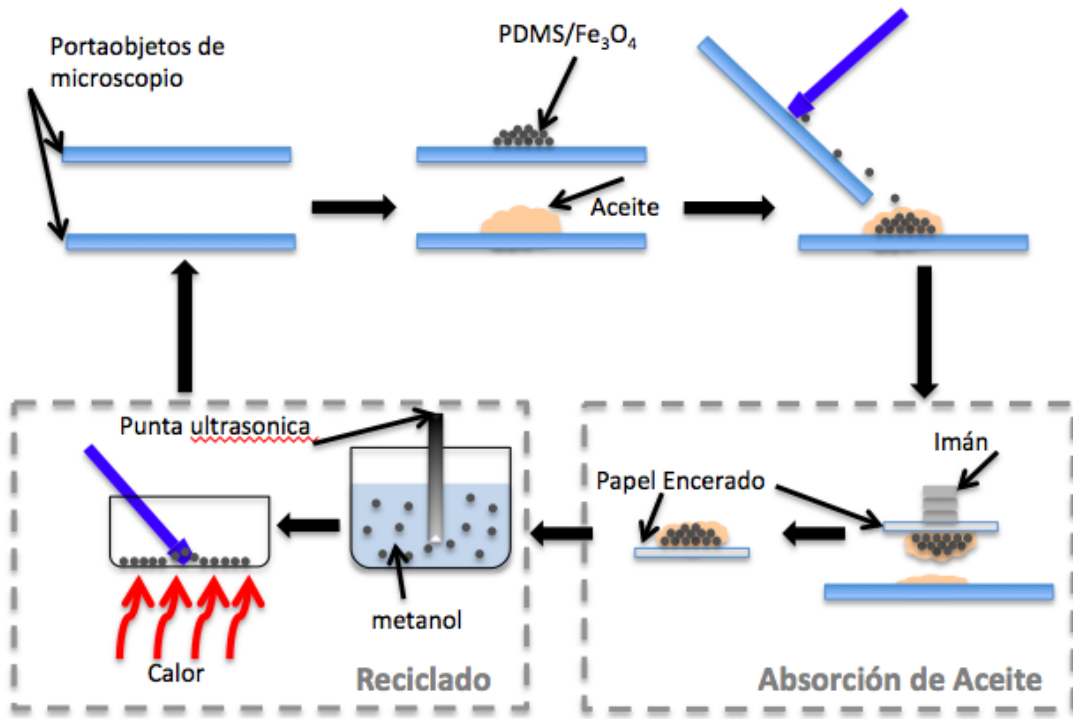 Portaobjetos de
microscopio
PDMS/Fe₃O₄
Aceite
Punta ultrasonica
metanol
Calor
Reciclado
Imán
Papel Encerado
Absorción de Aceite